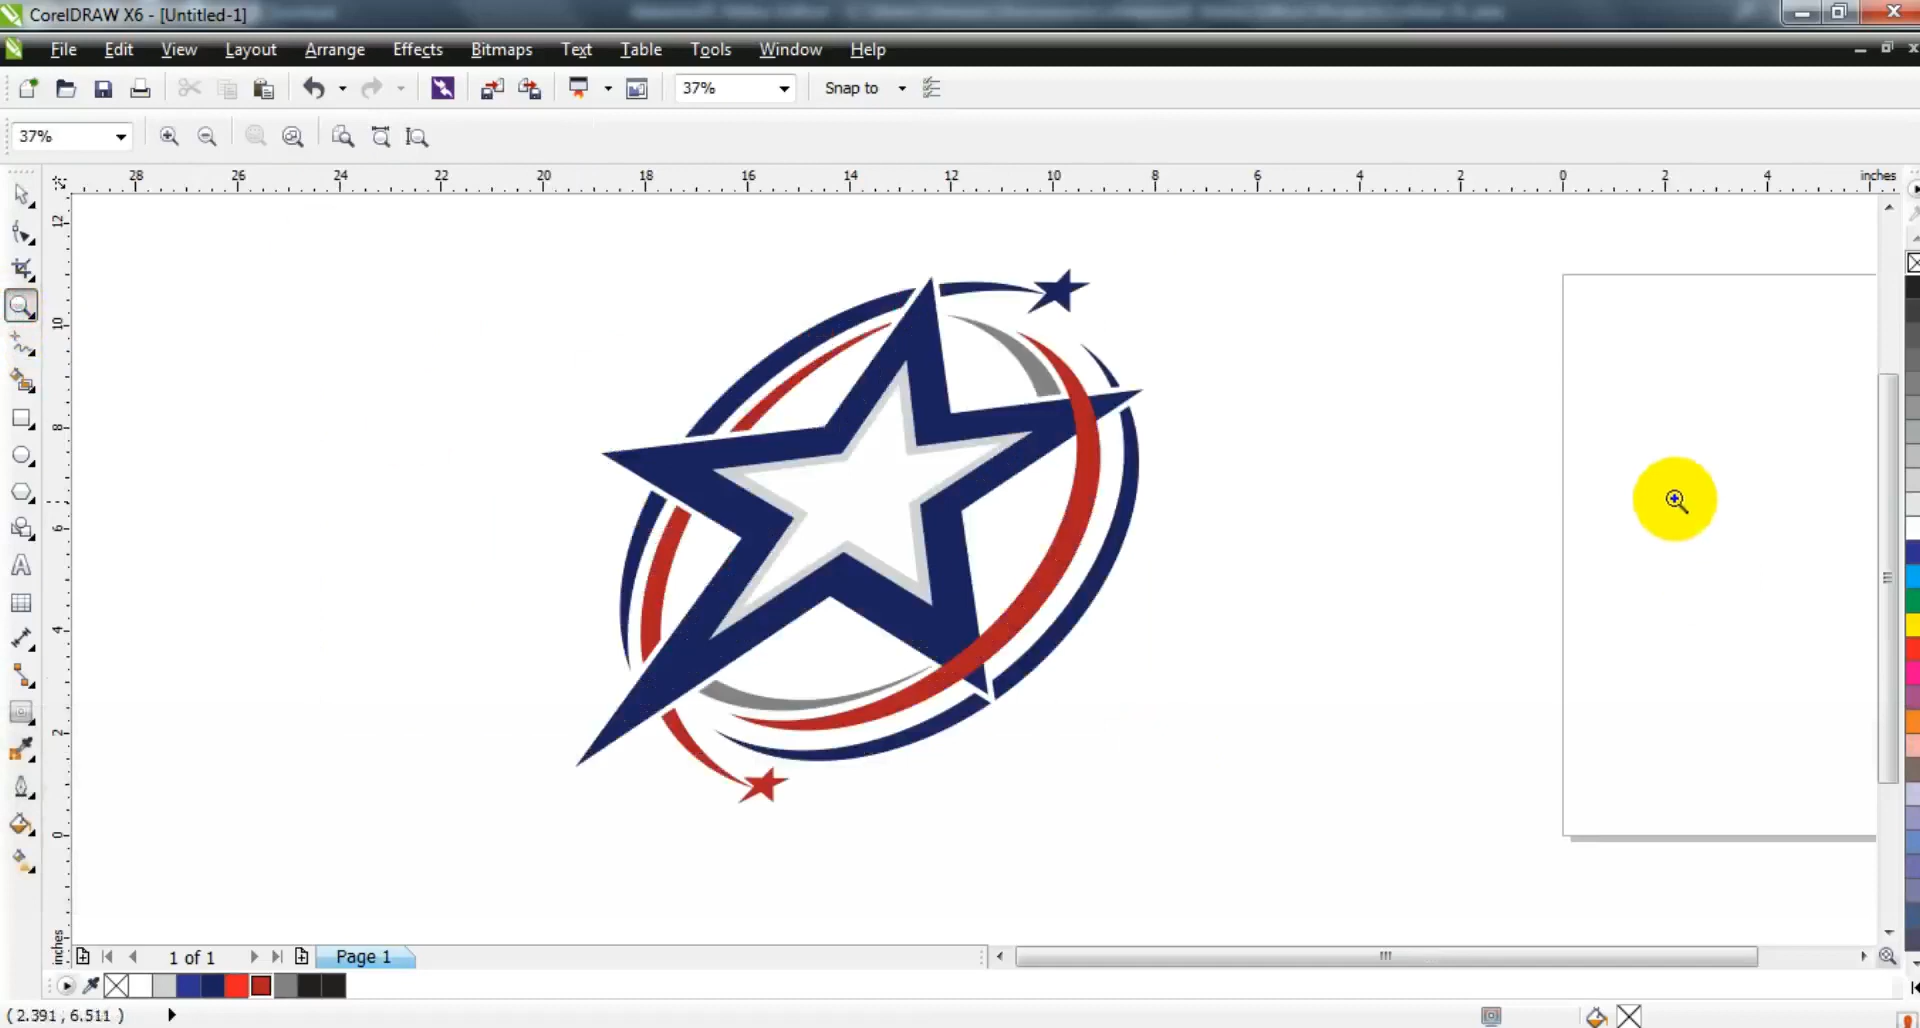 CorelDRAW X6 - [Untitled-1]
File Edit View Layout Arrange Effects Bitmaps Text Table Tools Window Help
37% Snap to
37%
28 26 24 22 20 18 16 14 12 10 8 6 4 2 0 2 4 inches
12
10
8
6
4
2
0
inches
1 of 1 Page 1
( 2.391 , 6.511 )